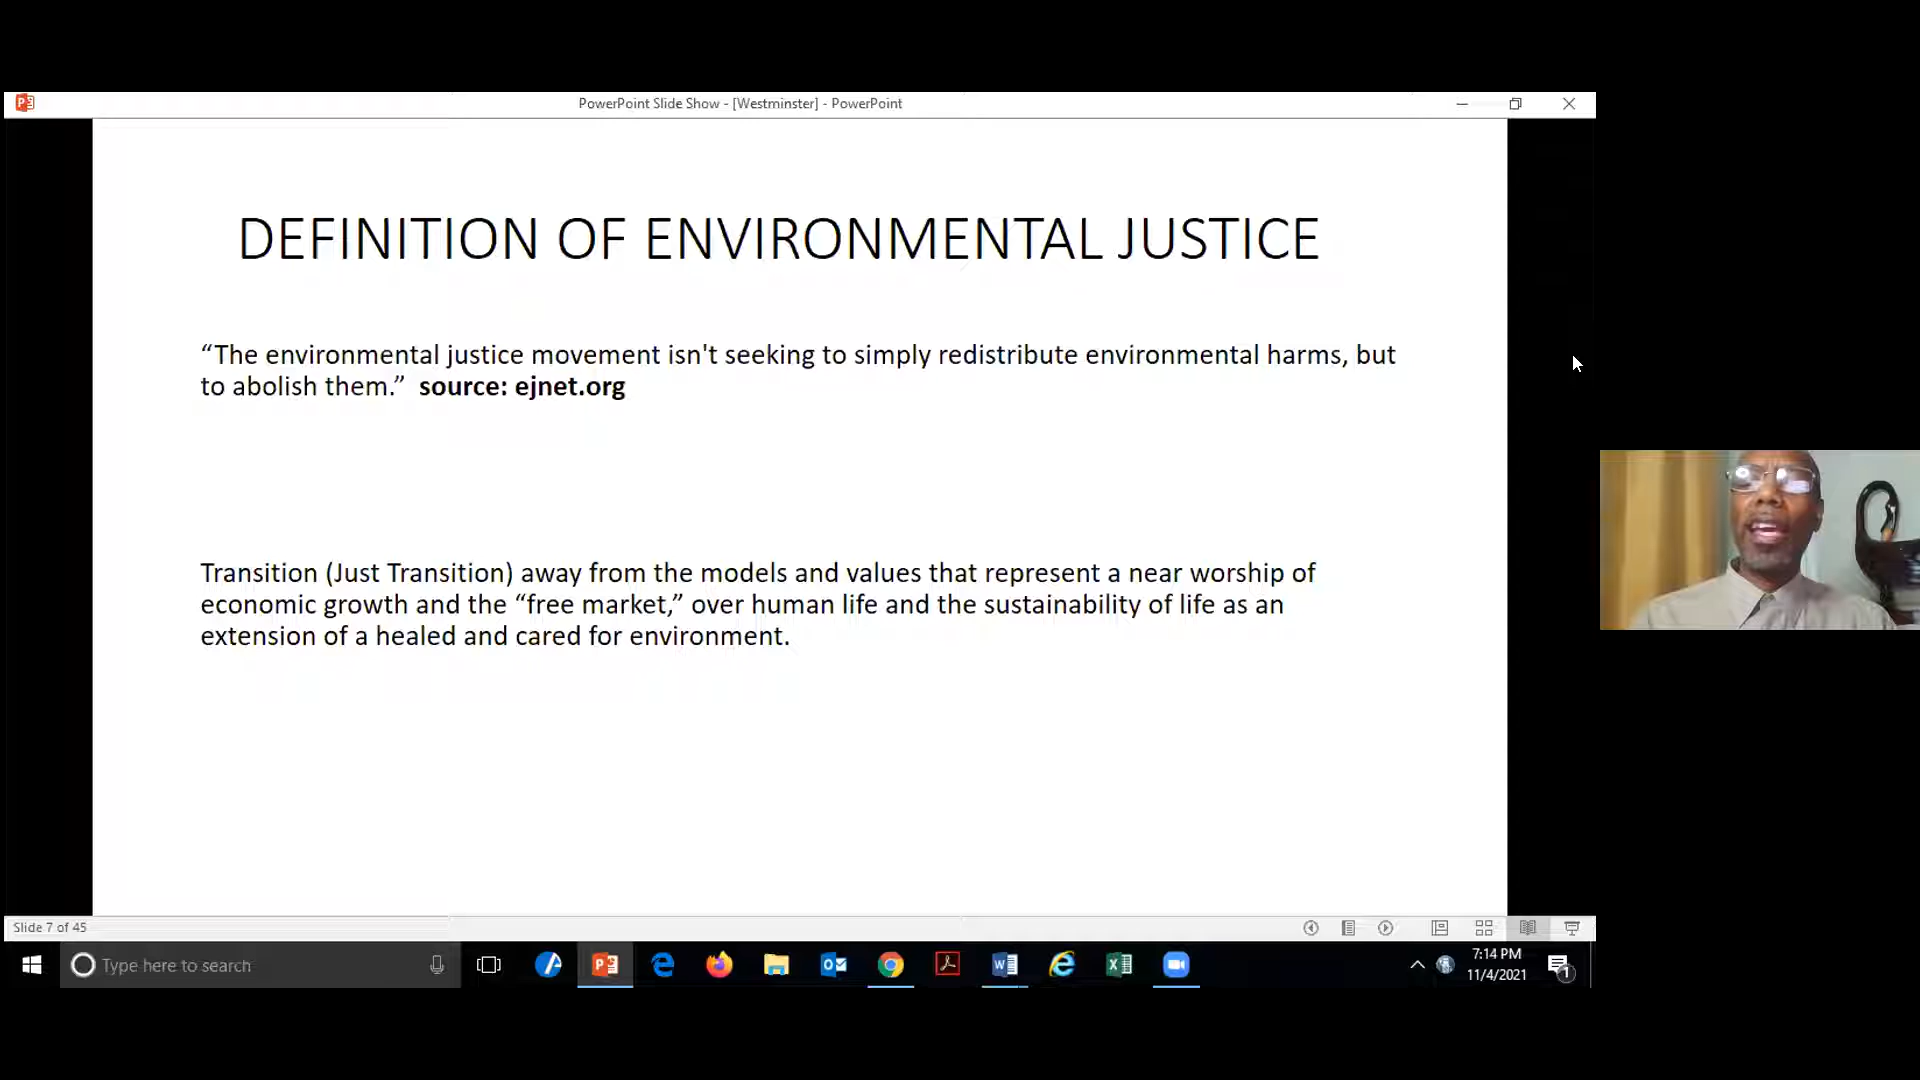 PowerPoint Slide Show - [Westminster] - PowerPoint
DEFINITION OF ENVIRONMENTAL JUSTICE
“The environmental justice movement isn't seeking to simply redistribute environmental harms, but
to abolish them.” source: ejnet.org
Transition (Just Transition) away from the models and values that represent a near worship of
economic growth and the “free market,” over human life and the sustainability of life as an
extension of a healed and cared for environment.
Slide 7 of 45
Type here to search
7:14 PM
11/4/2021
1